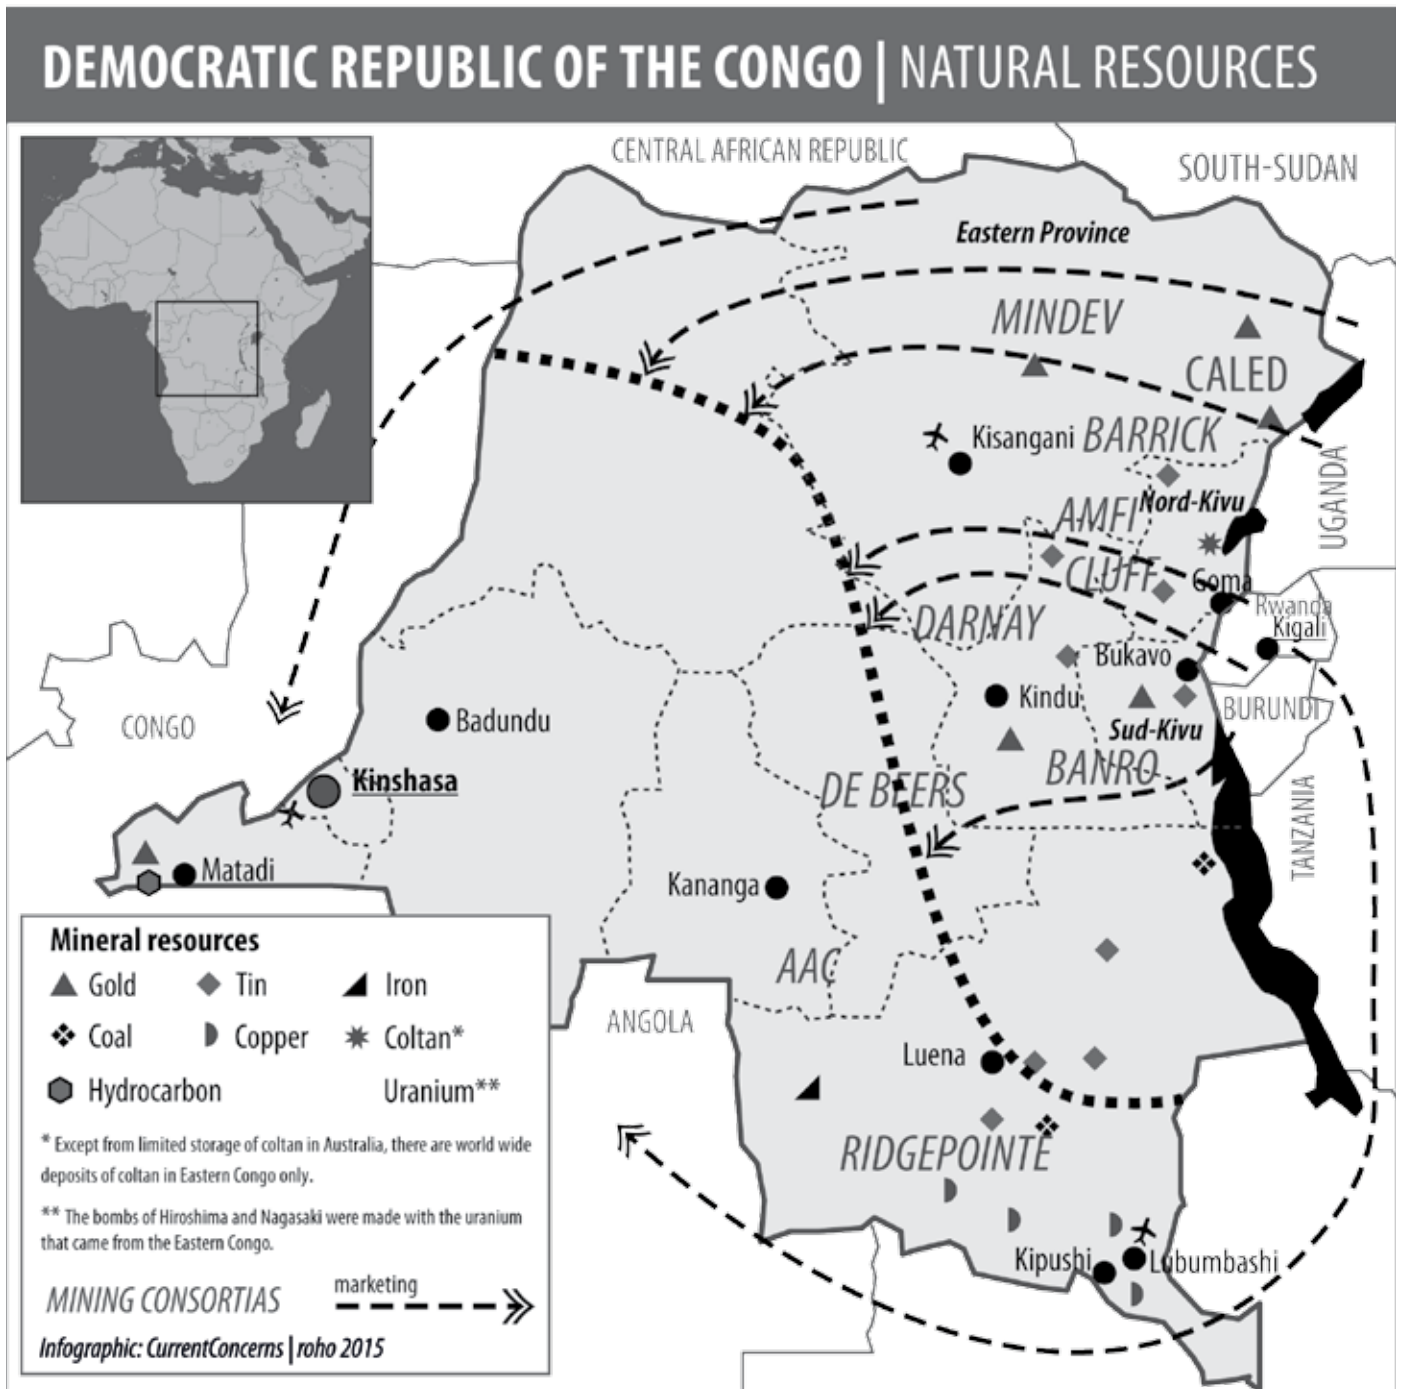 DEMOCRATIC REPUBLIC OF THE CONGO | NATURAL RESOURCES
CENTRAL AFRICAN REPUBLIC
SOUTH-SUDAN
Eastern Province
MINDEV
CALED
Kisangani
BARRICK
UGANDA
Nord-Kivu
AMFI
CLUFF
Goma
Rwanda
Kigali
DARNAY
Bukavo
Kindu
BURUNDI
CONGO
Badundu
Sud-Kivu
BANRO
Kinshasa
DE BEERS
TANZANIA
Matadi
Kananga
AAC
ANGOLA
Luena
RIDGEPOINTE
Kipushi
Lubumbashi
Mineral resources
Gold
Tin
Iron
Coal
Copper
Coltan*
Hydrocarbon
Uranium**
* Except from limited storage of coltan in Australia, there are world wide
deposits of coltan in Eastern Congo only.
** The bombs of Hiroshima and Nagasaki were made with the uranium
that came from the Eastern Congo.
MINING CONSORTIAS
marketing
Infographic: CurrentConcerns | roho 2015